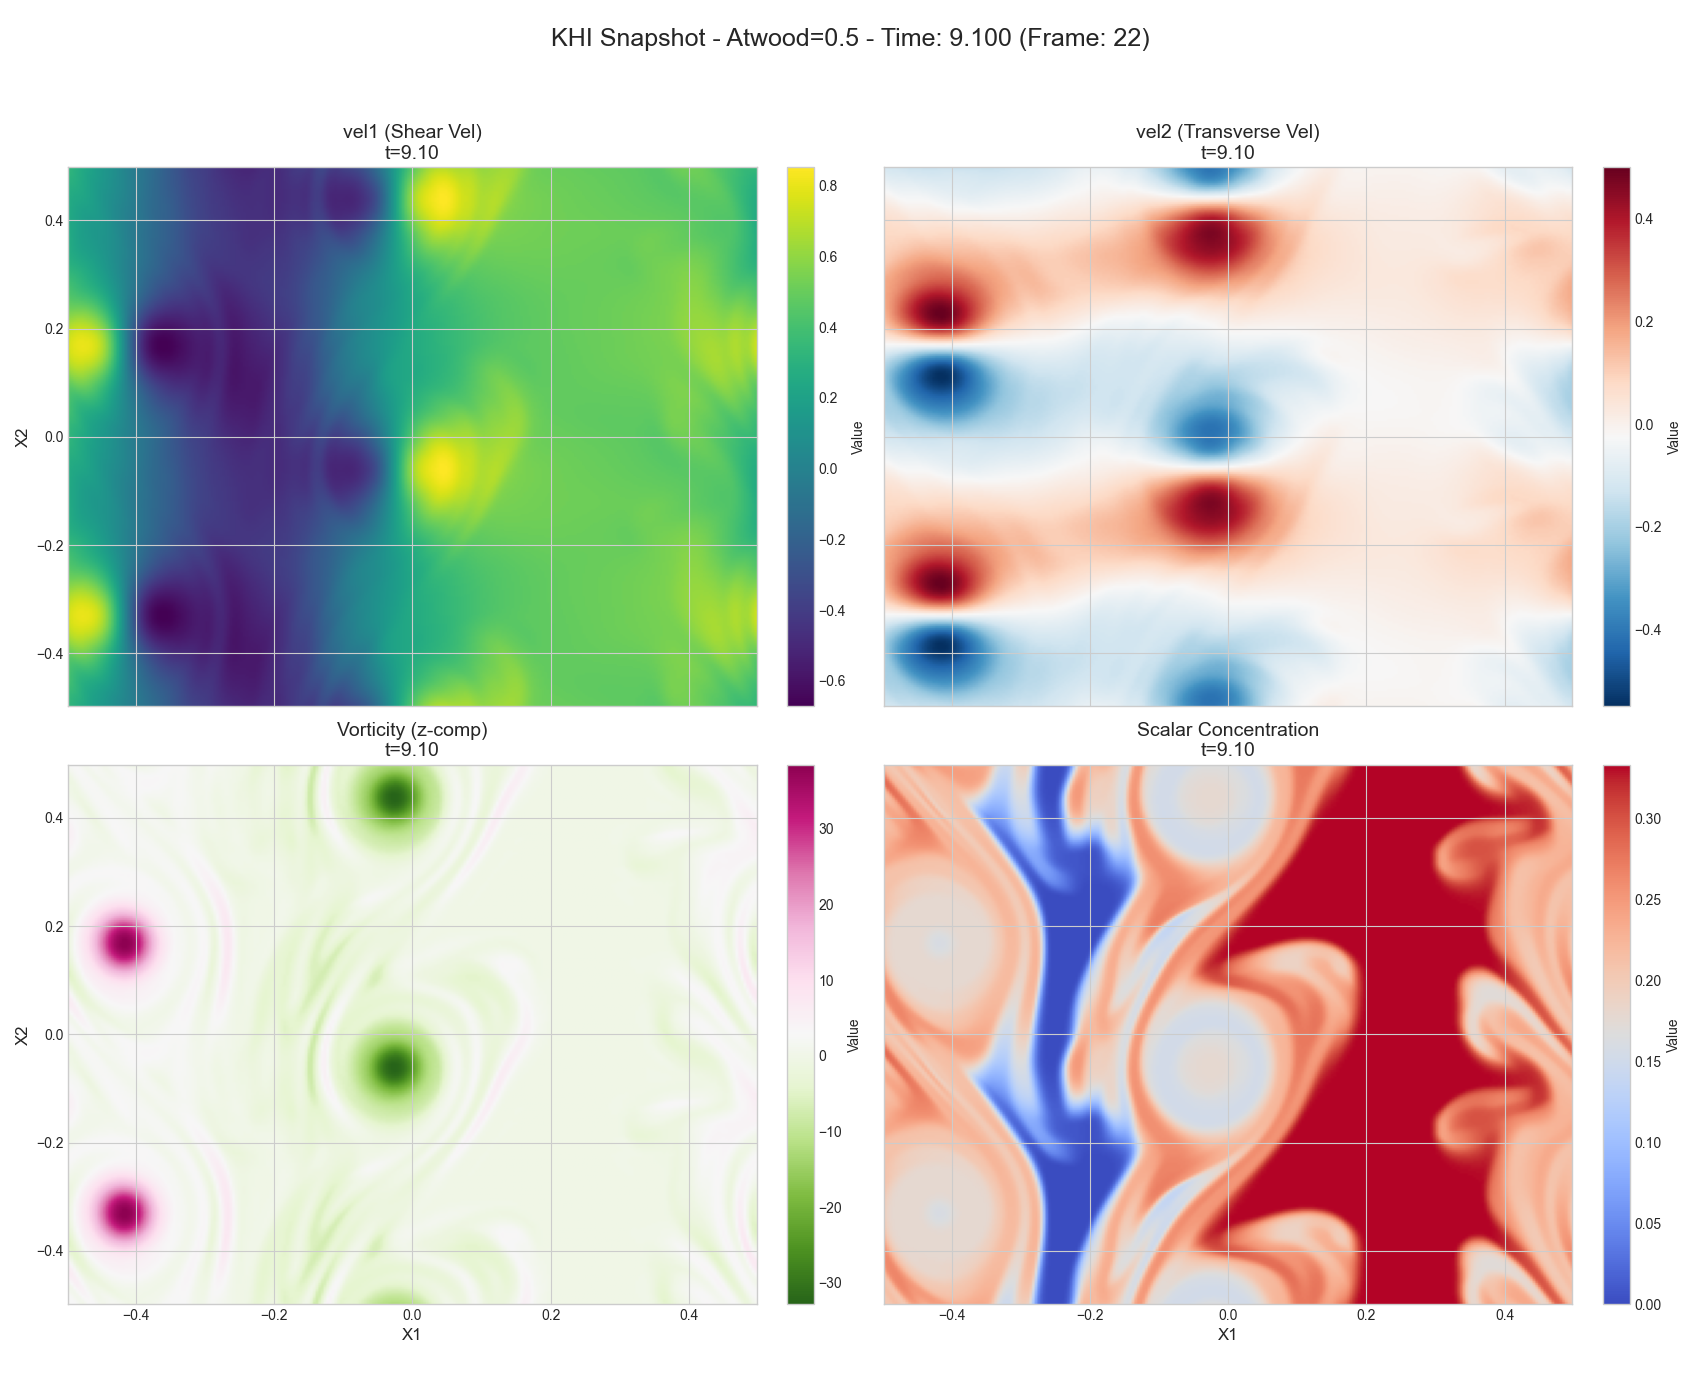 KHI Snapshot - Atwood=0.5 - Time: 9.100 (Frame: 22)
vel1 (Shear Vel)
t=9.10
X2
0.4
0.2
0.0
−0.2
−0.4
0.8
0.6
0.4
0.2
0.0
−0.2
−0.4
−0.6
Value
vel2 (Transverse Vel)
t=9.10
0.4
0.2
0.0
−0.2
−0.4
Value
Vorticity (z-comp)
t=9.10
X2
0.4
0.2
0.0
−0.2
−0.4
−0.4
−0.2
0.0
0.2
0.4
X1
30
20
10
0
−10
−20
−30
Value
Scalar Concentration
t=9.10
−0.4
−0.2
0.0
0.2
0.4
X1
0.30
0.25
0.20
0.15
0.10
0.05
0.00
Value